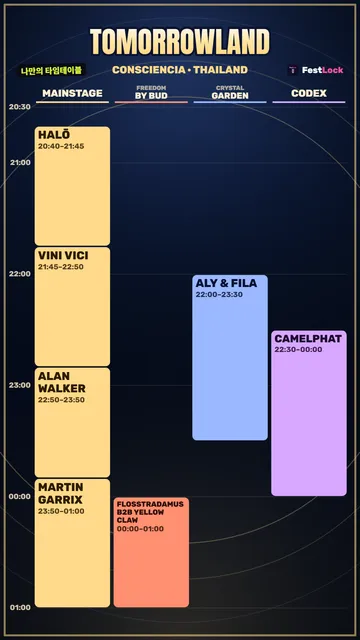 TOMORROWLAND
나만의 타임테이블
CONSCIENCIA · THAILAND
FestLock
MAINSTAGE
FREEDOM
BY BUD
CRYSTAL
GARDEN
CODEX
20:30
HALŌ
20:40–21:45
21:00
VINI VICI
21:45–22:50
22:00
ALY & FILA
22:00–23:30
CAMELPHAT
22:30–00:00
ALAN
WALKER
22:50–23:50
23:00
MARTIN
GARRIX
23:50–01:00
00:00
FLOSSTRADAMUS
B2B YELLOW
CLAW
00:00–01:00
01:00